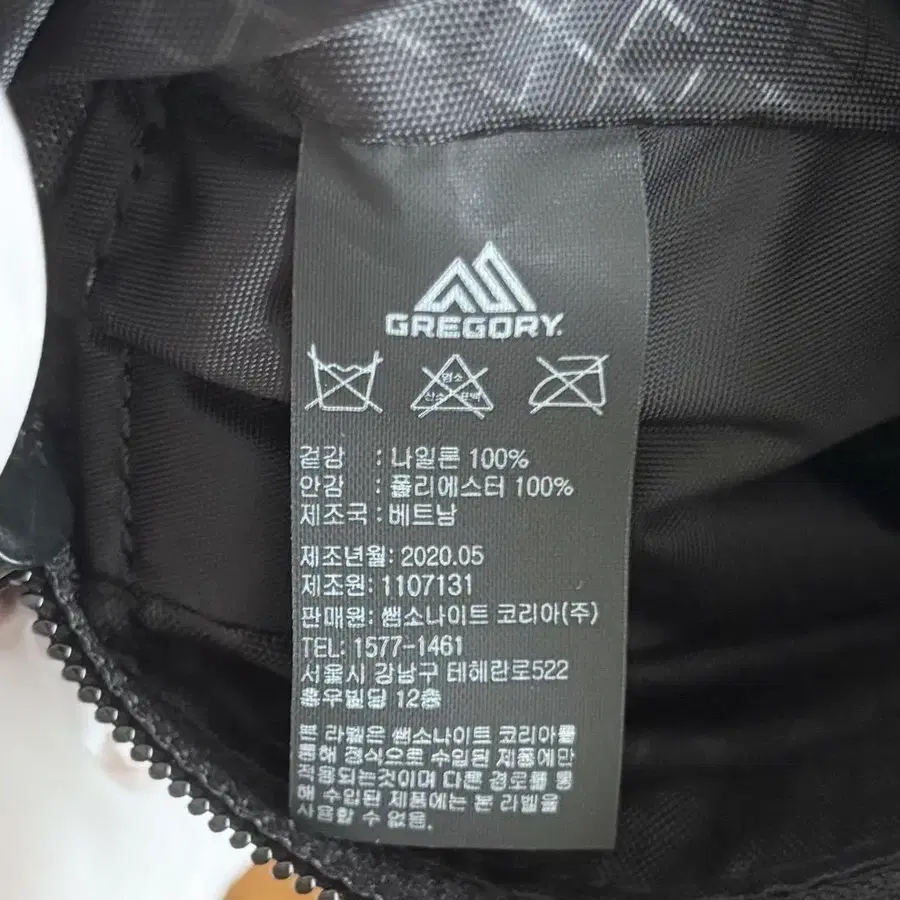 GREGORY.
염소
산소 표백
겉감 : 나일론 100%
안감 : 폴리에스터 100%
제조국 : 베트남
제조년월: 2020.05
제조원: 1107131
판매원: 쌤소나이트 코리아(주)
TEL: 1577-1461
서울시 강남구 테헤란로522
홍우빌딩 12층
본 라벨은 쌤소나이트 코리아를
통해 정식으로 수입된 제품에만
적용되는것이며 다른 경로를 통
해 수입된 제품에는 본 라벨을
사용할 수 없음.